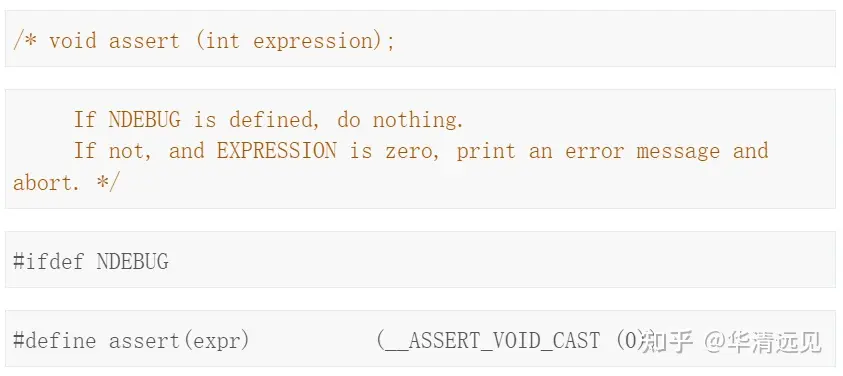 /* void assert (int expression);
If NDEBUG is defined, do nothing.
If not, and EXPRESSION is zero, print an error message and
abort. */
#ifdef NDEBUG
#define assert(expr) (__ASSERT_VOID_CAST (0))
知乎 @华清远见